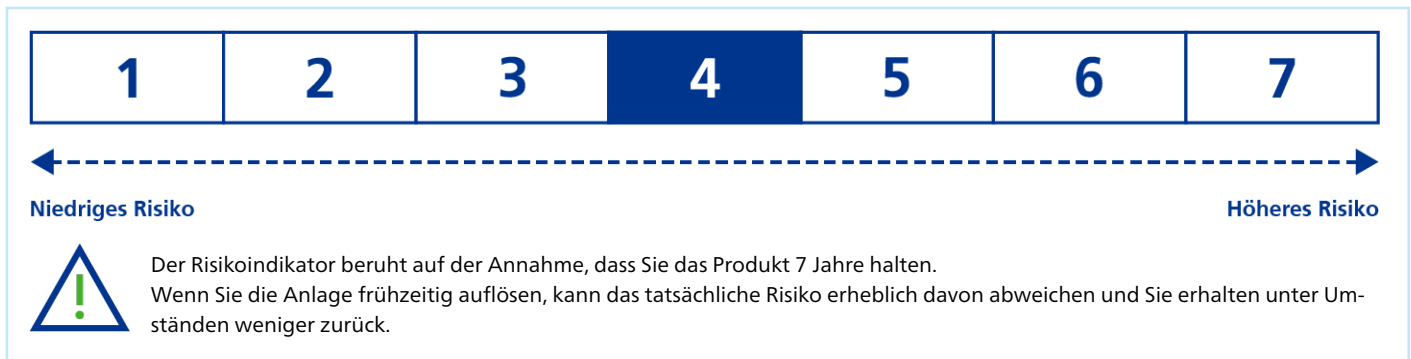 1 2 3 4 5 6 7
Niedriges Risiko Höheres Risiko
Der Risikoindikator beruht auf der Annahme, dass Sie das Produkt 7 Jahre halten.
Wenn Sie die Anlage frühzeitig auflösen, kann das tatsächliche Risiko erheblich davon abweichen und Sie erhalten unter Um-
ständen weniger zurück.